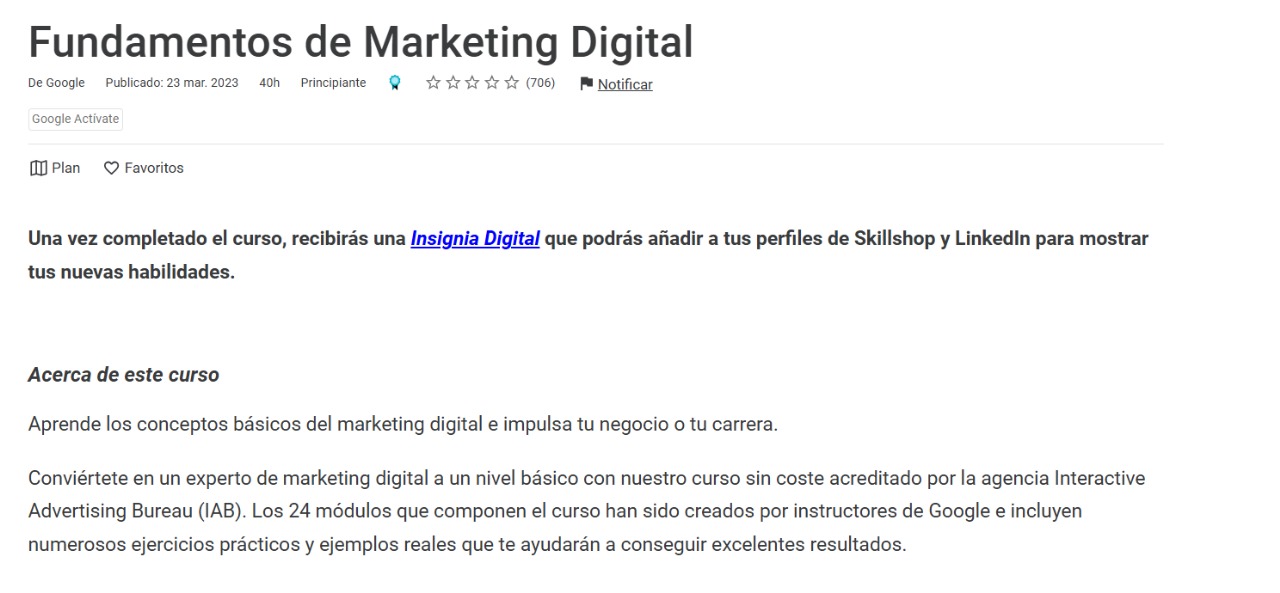 Fundamentos de Marketing Digital
De Google Publicado: 23 mar. 2023 40h Principiante (706) Notificar
Google Actívate
Plan Favoritos
Una vez completado el curso, recibirás una Insignia Digital que podrás añadir a tus perfiles de Skillshop y LinkedIn para mostrar
tus nuevas habilidades.
Acerca de este curso
Aprende los conceptos básicos del marketing digital e impulsa tu negocio o tu carrera.
Conviértete en un experto de marketing digital a un nivel básico con nuestro curso sin coste acreditado por la agencia Interactive
Advertising Bureau (IAB). Los 24 módulos que componen el curso han sido creados por instructores de Google e incluyen
numerosos ejercicios prácticos y ejemplos reales que te ayudarán a conseguir excelentes resultados.